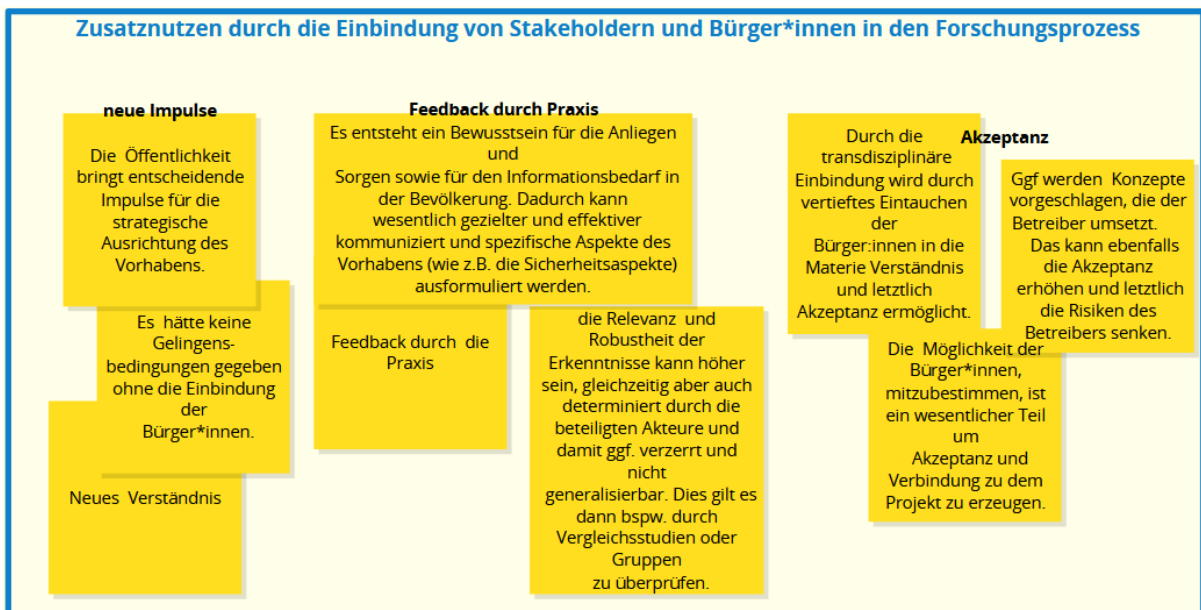 Zusatznutzen durch die Einbindung von Stakeholdern und Bürger*innen in den Forschungsprozess
neue Impulse
Die Öffentlichkeit
bringt entscheidende
Impulse für die
strategische
Ausrichtung des
Vorhabens.
Es hätte keine
Gelingens-
bedingungen gegeben
ohne die Einbindung
der
Bürger*innen.
Neues Verständnis
Feedback durch Praxis
Es entsteht ein Bewusstsein für die Anliegen
und
Sorgen sowie für den Informationsbedarf in
der Bevölkerung. Dadurch kann
wesentlich gezielter und effektiver
kommuniziert und spezifische Aspekte des
Vorhabens (wie z.B. die Sicherheitsaspekte)
ausformuliert werden.
Feedback durch die
Praxis
die Relevanz und
Robustheit der
Erkenntnisse kann höher
sein, gleichzeitig aber auch
determiniert durch die
beteiligten Akteure und
damit ggf. verzerrt und
nicht
generalisierbar. Dies gilt es
dann bspw. durch
Vergleichsstudien oder
Gruppen
zu überprüfen.
Akzeptanz
Durch die
transdisziplinäre
Einbindung wird durch
vertieftes Eintauchen
der
Bürger:innen in die
Materie Verständnis
und letztlich
Akzeptanz ermöglicht.
Ggf werden Konzepte
vorgeschlagen, die der
Betreiber umsetzt.
Das kann ebenfalls
die Akzeptanz
erhöhen und letztlich
die Risiken des
Betreibers senken.
Die Möglichkeit der
Bürger*innen,
mitzubestimmen, ist
ein wesentlicher Teil
um
Akzeptanz und
Verbindung zu dem
Projekt zu erzeugen.